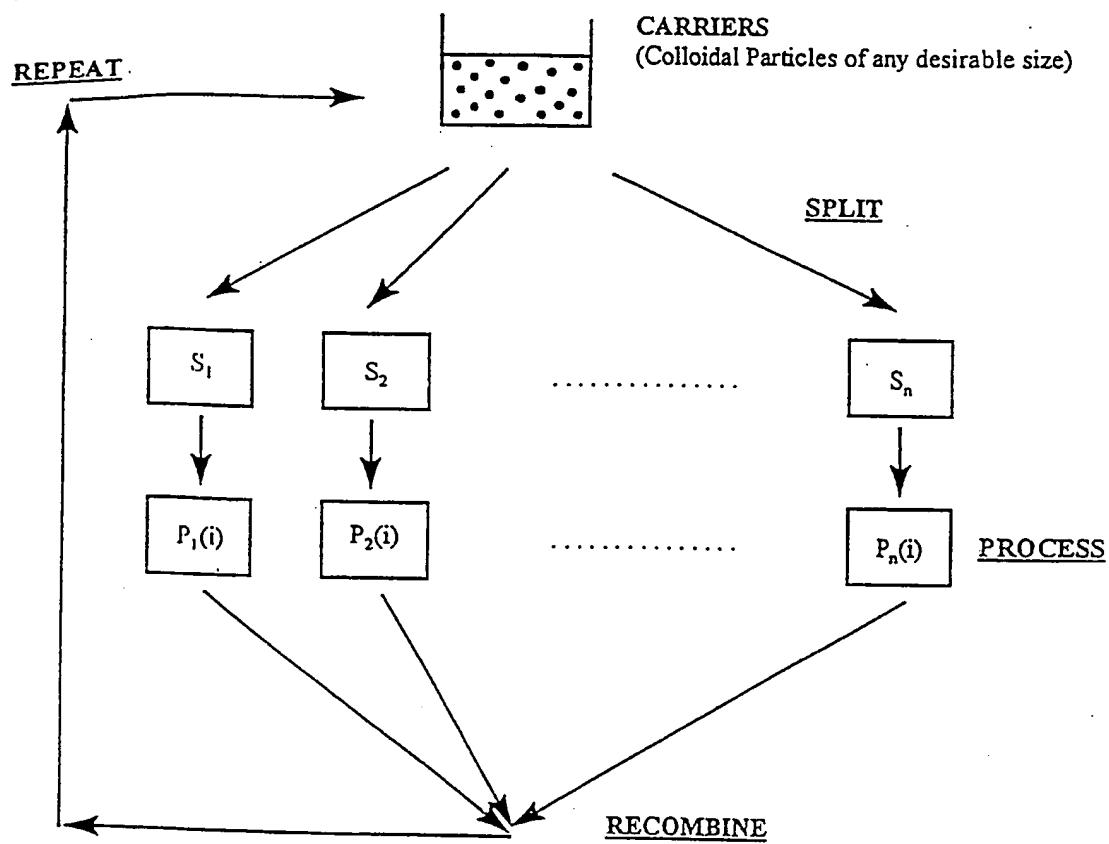 CARRIERS
(Colloidal Particles of any desirable size)
REPEAT
SPLIT
S₁
S₂
..................
Sₙ
P₁(i)
P₂(i)
..................
Pₙ(i)
PROCESS
RECOMBINE